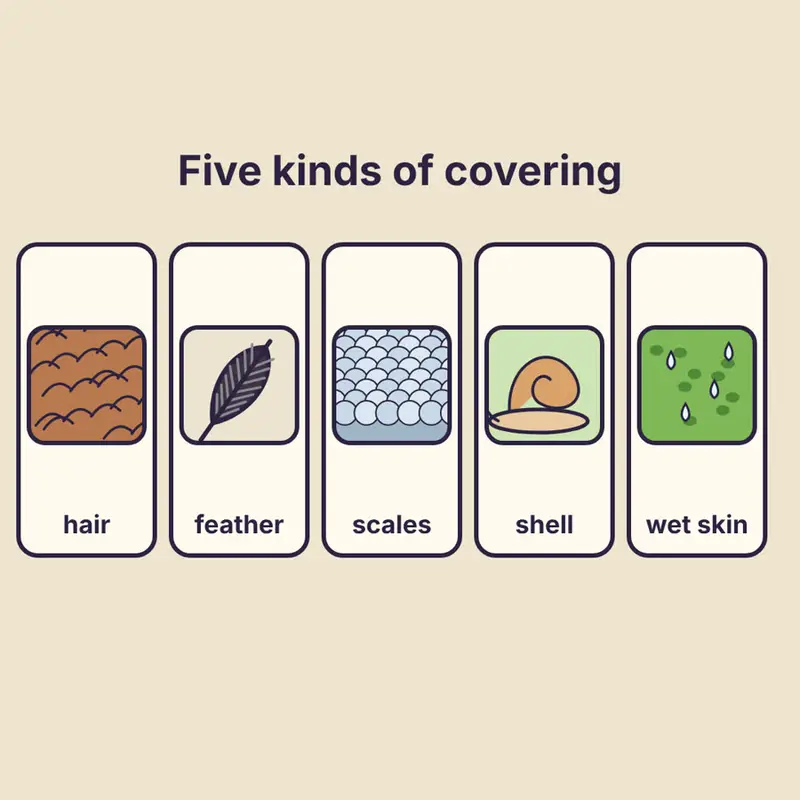 Five kinds of covering
hair
feather
scales
shell
wet skin